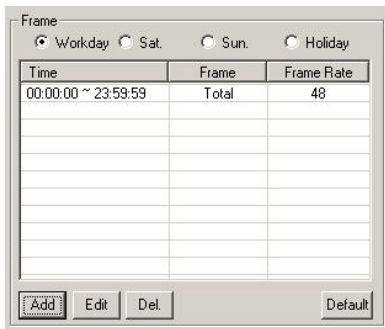 Frame
Workday Sat. Sun. Holiday
Time Frame Frame Rate
00:00:00 ~ 23:59:59 Total 48
Add Edit Del. Default